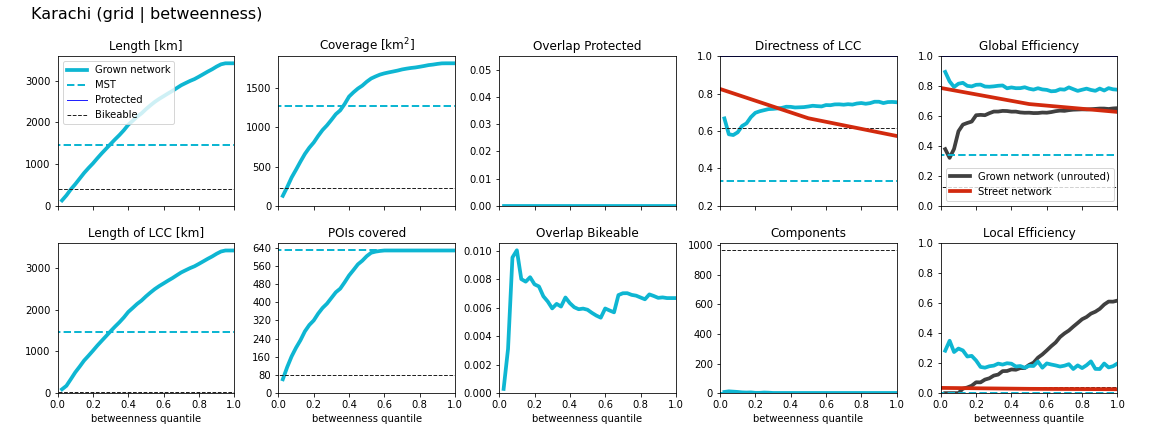 Karachi (grid | betweenness)
Length [km]
Coverage [km²]
Overlap Protected
Directness of LCC
Global Efficiency
Grown network
MST
Protected
Bikeable
3000
2000
1000
0
1500
1000
500
0
0.05
0.04
0.03
0.02
0.01
0.00
1.0
0.8
0.6
0.4
0.2
1.0
0.8
0.6
0.4
0.2
0.0
Grown network (unrouted)
Street network
Length of LCC [km]
POIs covered
Overlap Bikeable
Components
Local Efficiency
3000
2000
1000
0
640
560
480
400
320
240
160
80
0.010
0.008
0.006
0.004
0.002
0.000
1000
800
600
400
200
0
1.0
0.8
0.6
0.4
0.2
0.0
0.0 0.2 0.4 0.6 0.8 1.0
0.0 0.2 0.4 0.6 0.8 1.0
0.0 0.2 0.4 0.6 0.8 1.0
0.0 0.2 0.4 0.6 0.8 1.0
0.0 0.2 0.4 0.6 0.8 1.0
betweenness quantile
betweenness quantile
betweenness quantile
betweenness quantile
betweenness quantile